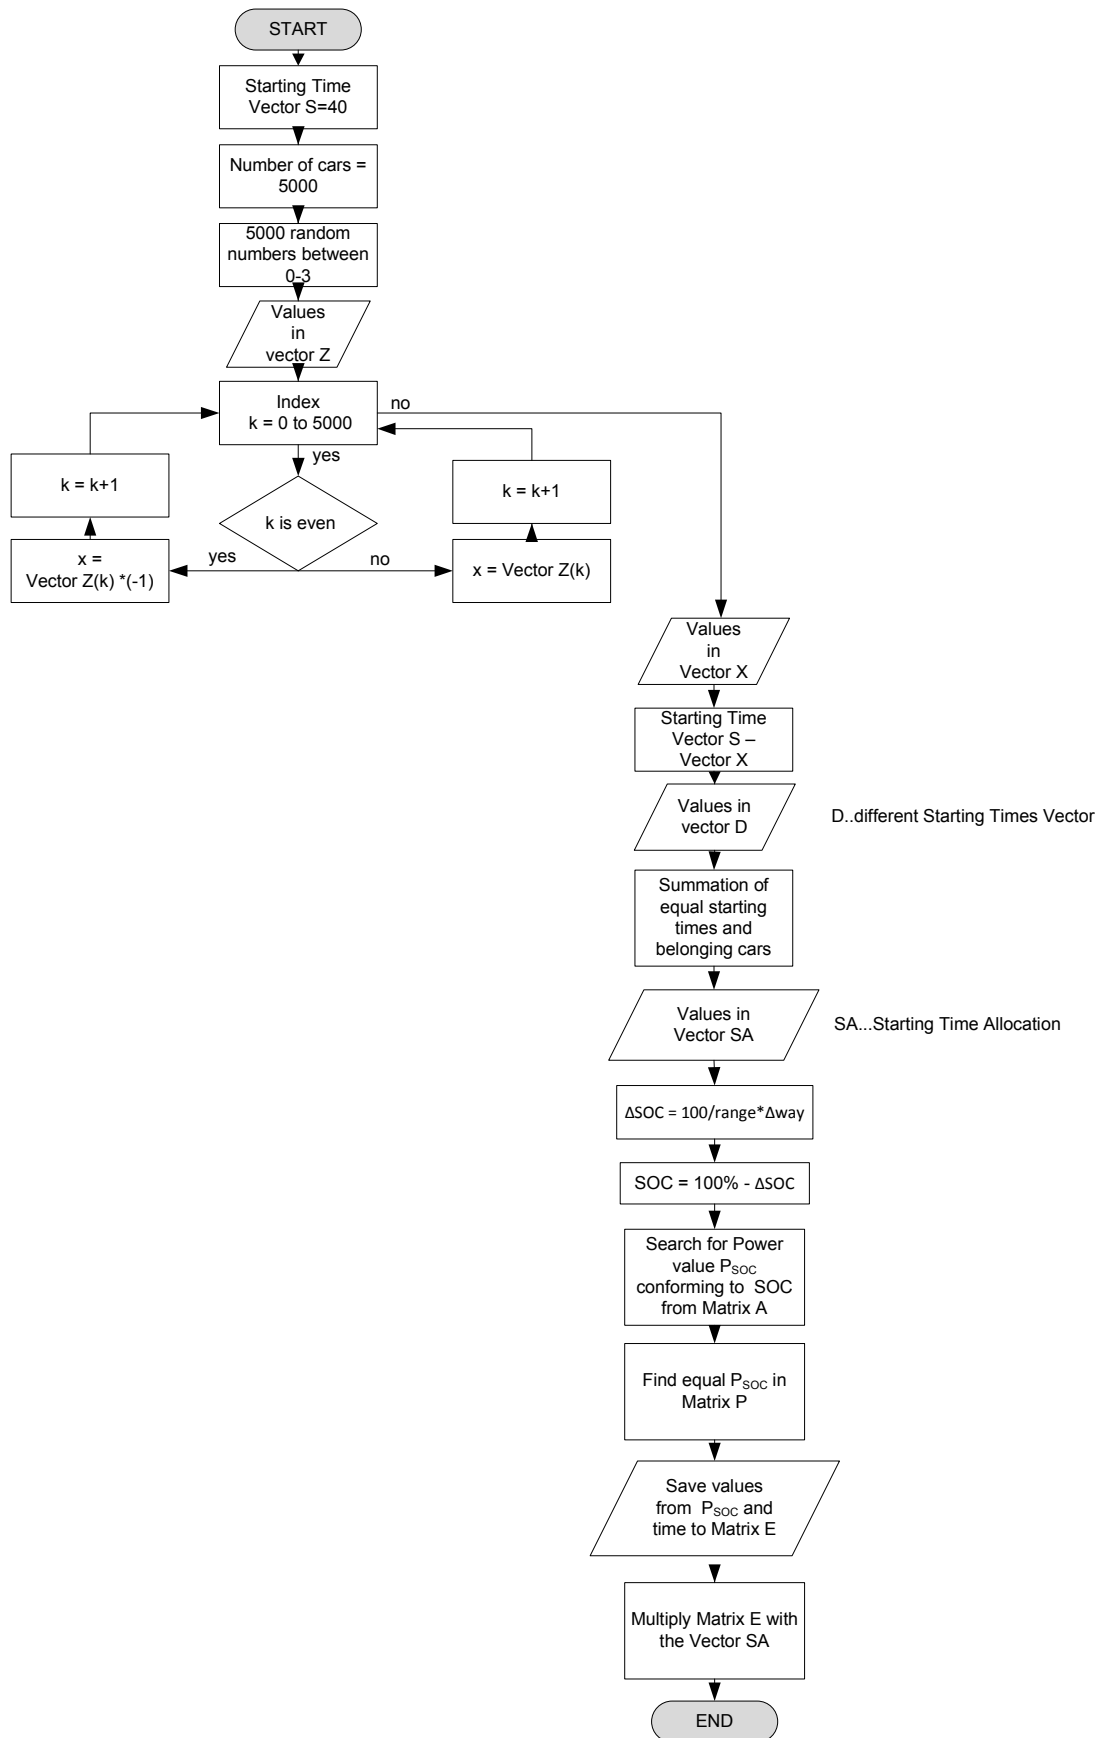 START
Starting Time
Vector S=40
Number of cars =
5000
5000 random
numbers between
0-3
Values
in
vector Z
Index
k = 0 to 5000
no
yes
k = k+1
k = k+1
k is even
yes
no
x =
Vector Z(k) *(-1)
x = Vector Z(k)
Values
in
Vector X
Starting Time
Vector S –
Vector X
Values in
vector D
D..different Starting Times Vector
Summation of
equal starting
times and
belonging cars
Values in
Vector SA
SA...Starting Time Allocation
ΔSOC = 100/range*Δway
SOC = 100% - ΔSOC
Search for Power
value PSOC
conforming to SOC
from Matrix A
Find equal PSOC in
Matrix P
Save values
from PSOC and
time to Matrix E
Multiply Matrix E with
the Vector SA
END